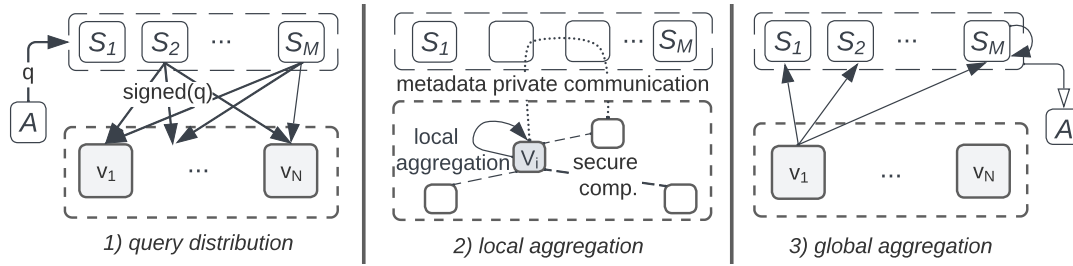 S1 S2 ... SM
q
signed(q)
A
v1 ... vN
1) query distribution
S1 ... SM
metadata private communication
local
aggregation
Vi
secure
comp.
2) local aggregation
S1 S2 ... SM
A
v1 ... vN
3) global aggregation